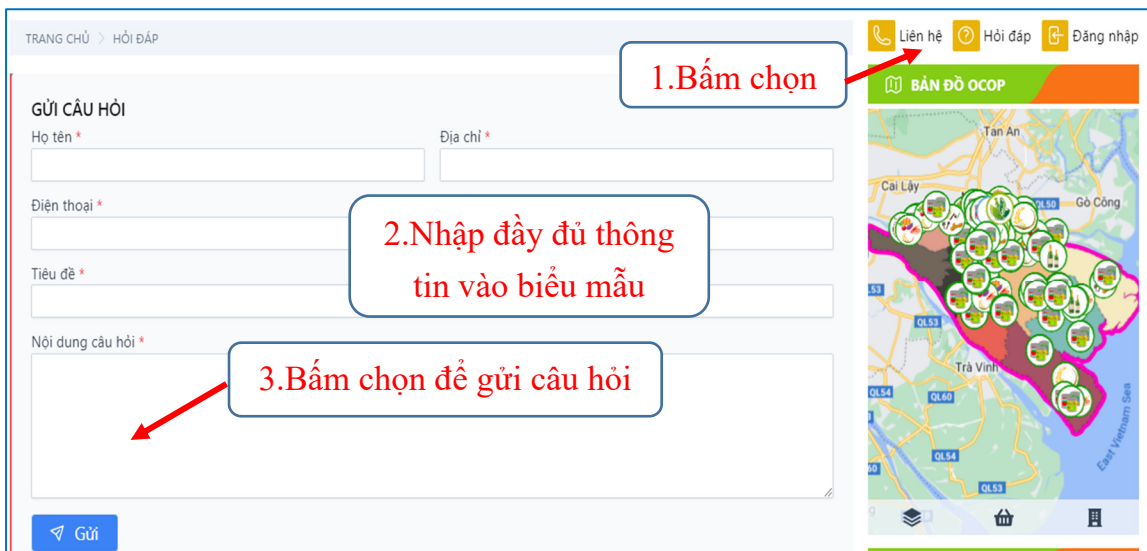 TRANG CHỦ > HỎI ĐÁP
Liên hệ Hỏi đáp Đăng nhập
1.Bấm chọn
BẢN ĐỒ OCOP
GỬI CÂU HỎI
Họ tên * Địa chỉ *
Điện thoại *
2.Nhập đầy đủ thông
tin vào biểu mẫu
Tiêu đề *
Nội dung câu hỏi *
3.Bấm chọn để gửi câu hỏi
Gửi
Tan An
Cai Lậy
QL50 Gò Công
.53
QL53
Trà Vinh
QL54 QL60
East Vietnam Sea
QL54
60
QL53